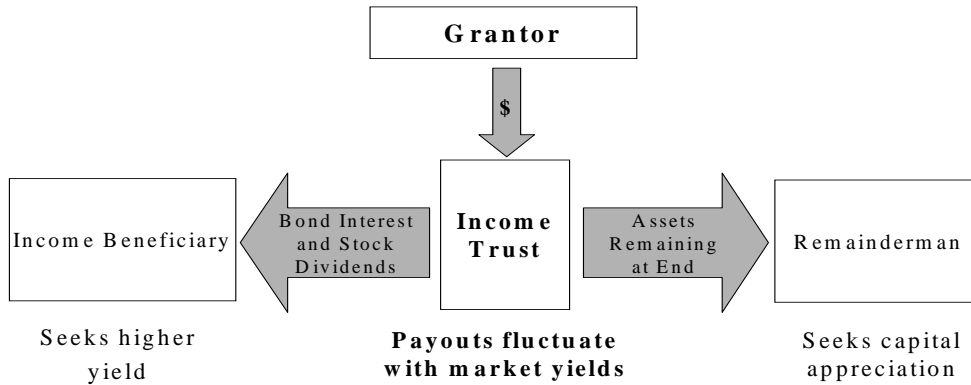 Grantor
$
Income Beneficiary
Bond Interest
and Stock
Dividends
Income
Trust
Assets
Remaining
at End
Remainderman
Seeks higher
yield
Payouts fluctuate
with market yields
Seeks capital
appreciation